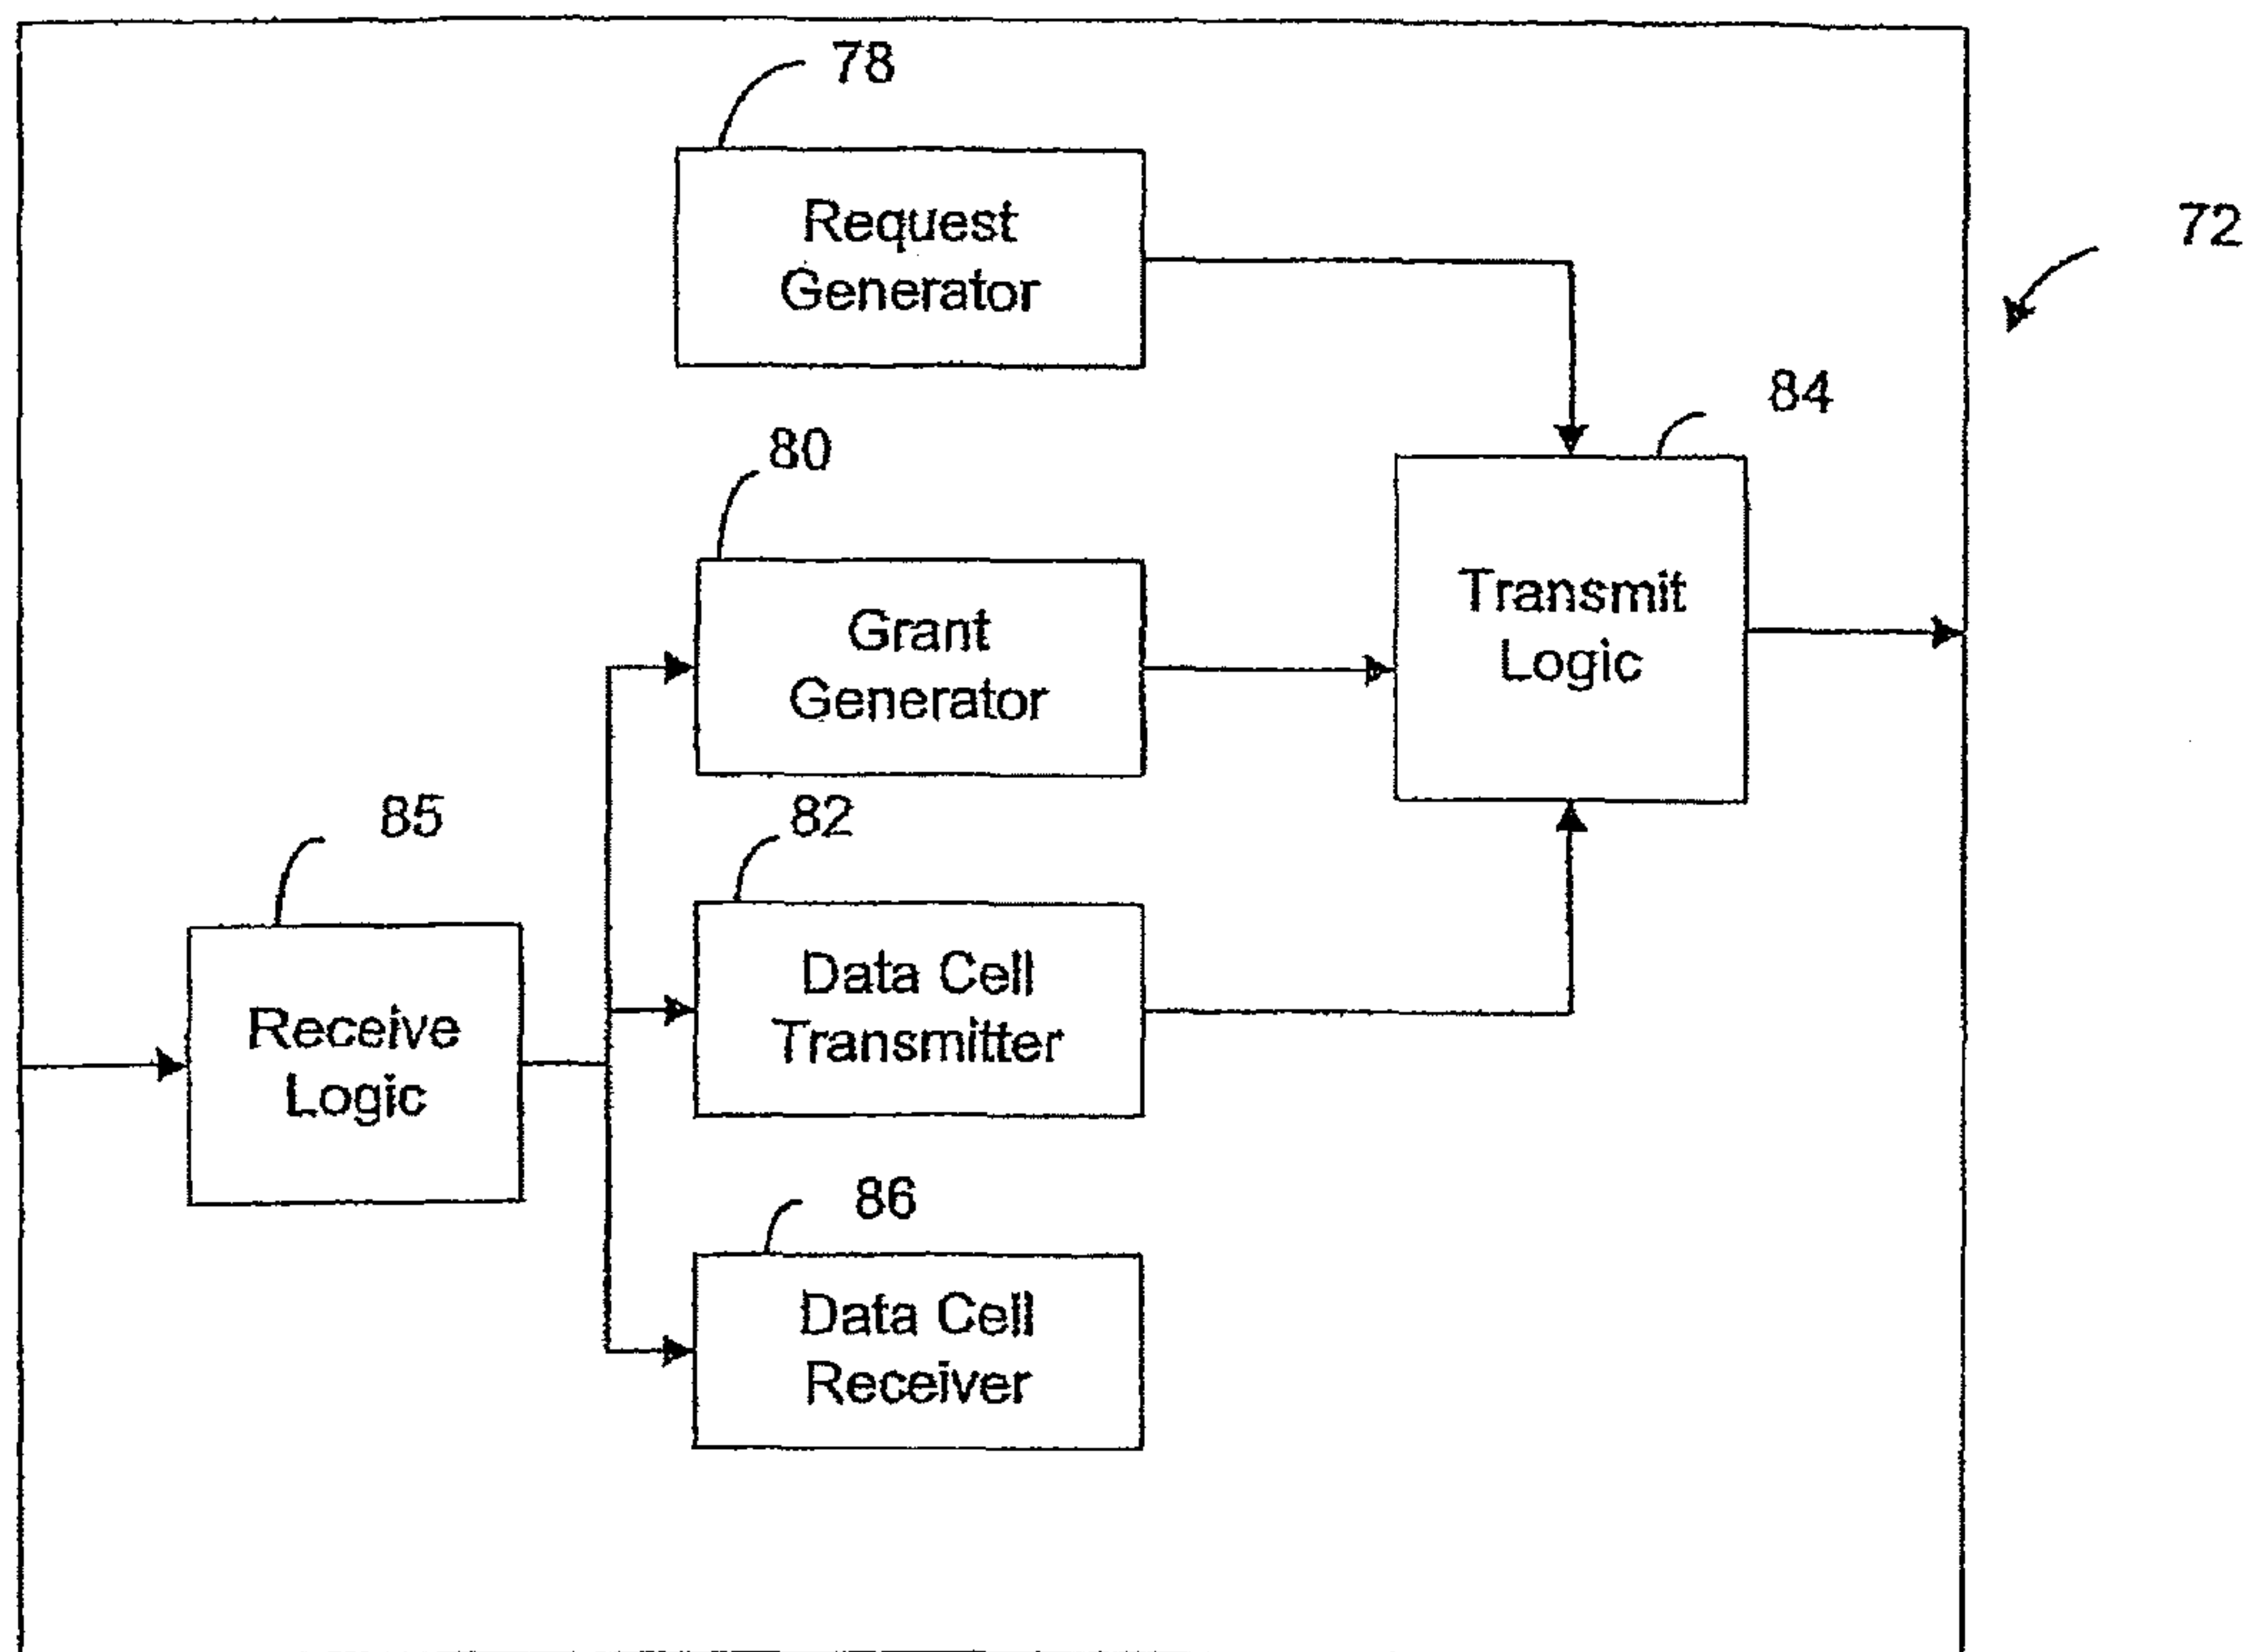 78
Request
Generator
72
84
80
Grant
Generator
Transmit
Logic
85
82
Receive
Logic
Data Cell
Transmitter
86
Data Cell
Receiver